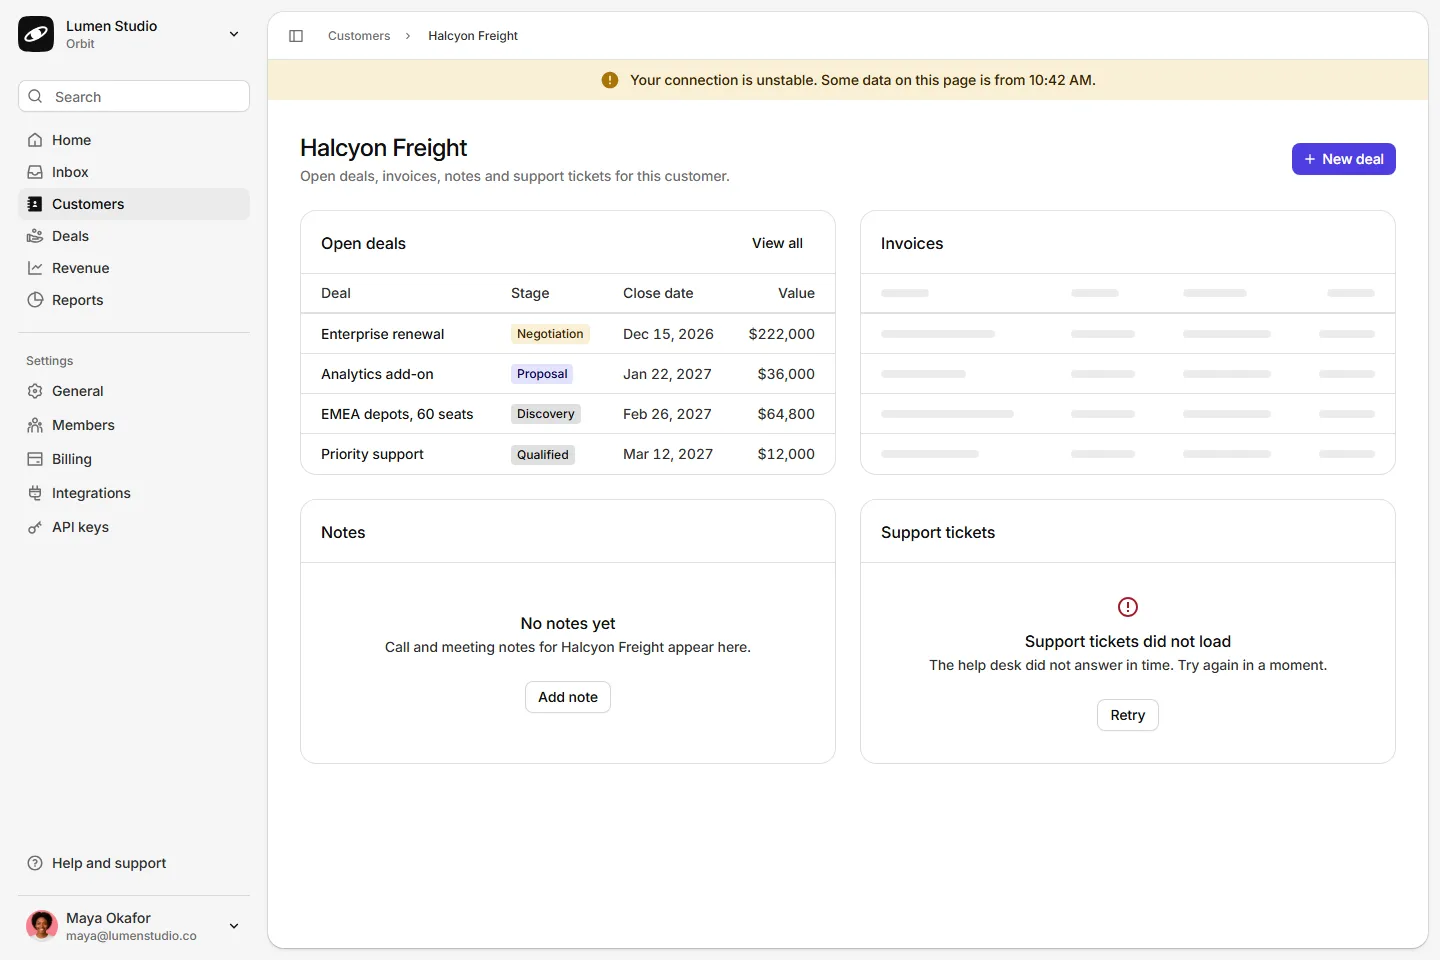 Lumen Studio
Orbit
Search
Home
Inbox
Customers
Deals
Revenue
Reports
Settings
General
Members
Billing
Integrations
API keys
Help and support
Maya Okafor
maya@lumenstudio.co
Customers > Halcyon Freight
Your connection is unstable. Some data on this page is from 10:42 AM.
Halcyon Freight
Open deals, invoices, notes and support tickets for this customer.
+ New deal
Open deals View all
Deal Stage Close date Value
Enterprise renewal Negotiation Dec 15, 2026 $222,000
Analytics add-on Proposal Jan 22, 2027 $36,000
EMEA depots, 60 seats Discovery Feb 26, 2027 $64,800
Priority support Qualified Mar 12, 2027 $12,000
Invoices
Notes
No notes yet
Call and meeting notes for Halcyon Freight appear here.
Add note
Support tickets
Support tickets did not load
The help desk did not answer in time. Try again in a moment.
Retry